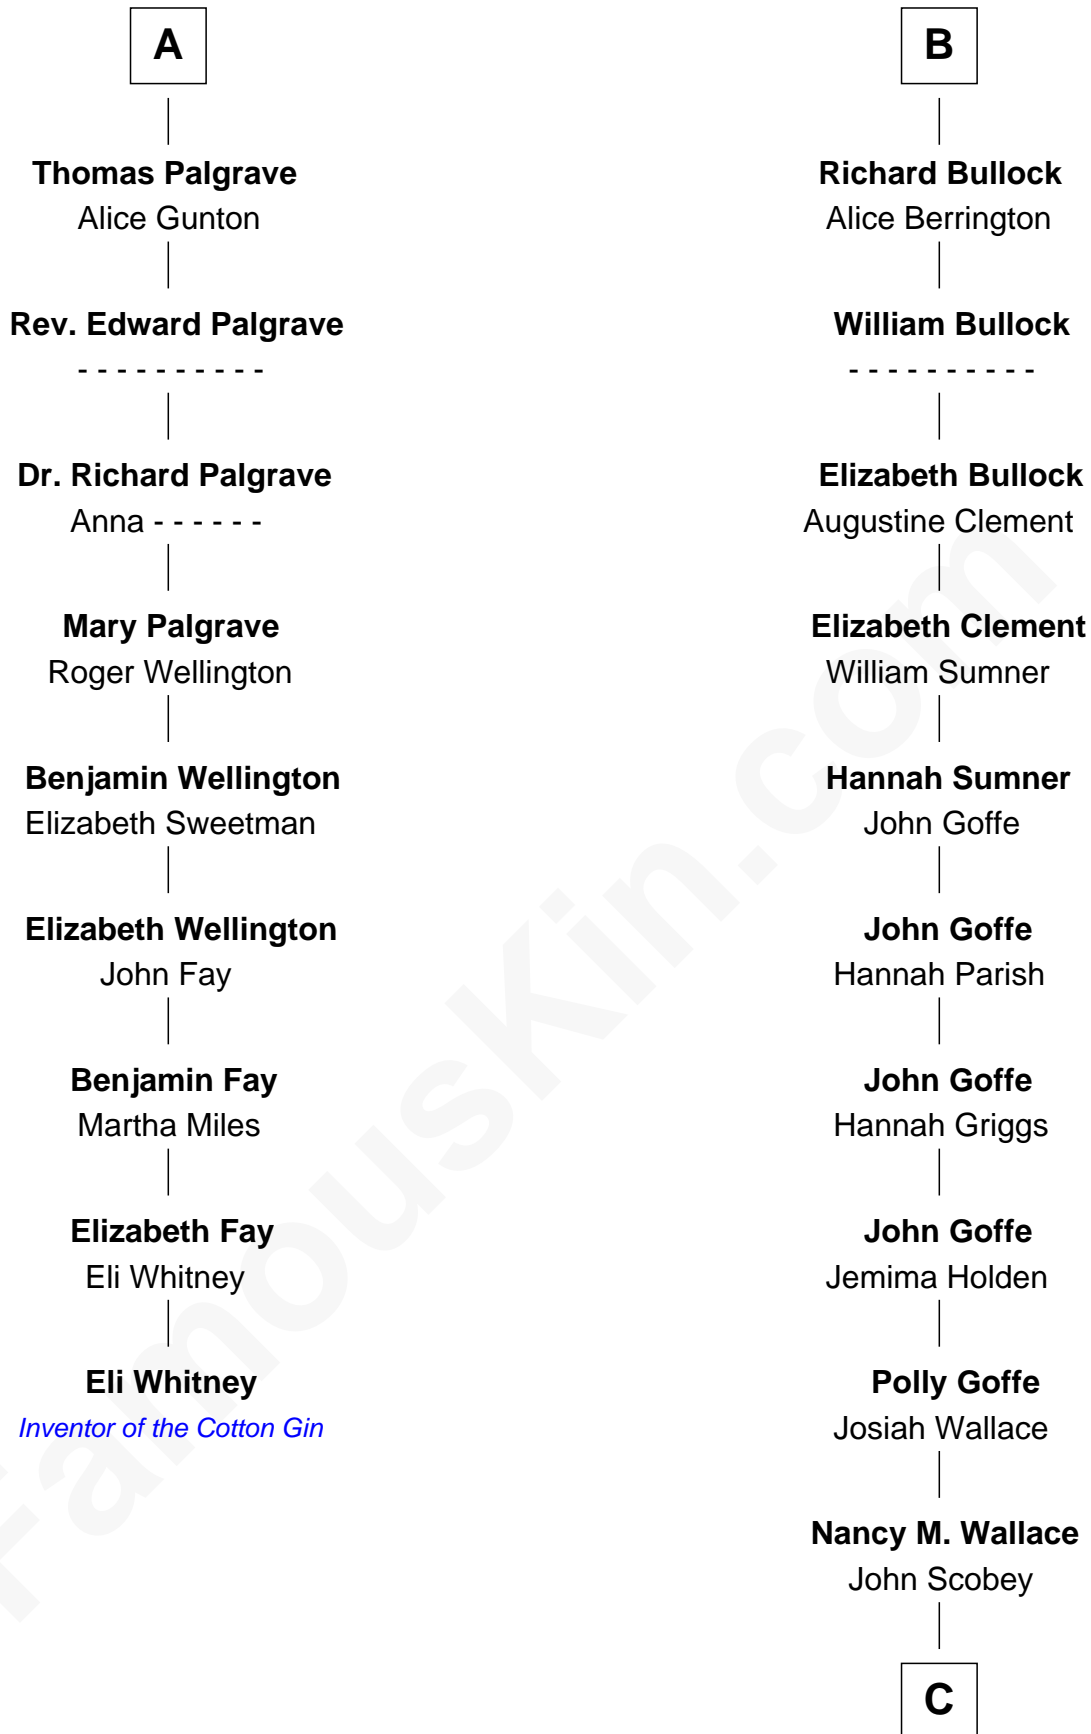 A
Thomas Palgrave
Alice Gunton
Rev. Edward Palgrave
- - - - - - - - - -
Dr. Richard Palgrave
Anna - - - - - -
Mary Palgrave
Roger Wellington
Benjamin Wellington
Elizabeth Sweetman
Elizabeth Wellington
John Fay
Benjamin Fay
Martha Miles
Elizabeth Fay
Eli Whitney
Eli Whitney
Inventor of the Cotton Gin
B
Richard Bullock
Alice Berrington
William Bullock
- - - - - - - - - -
Elizabeth Bullock
Augustine Clement
Elizabeth Clement
William Sumner
Hannah Sumner
John Goffe
John Goffe
Hannah Parish
John Goffe
Hannah Griggs
John Goffe
Jemima Holden
Polly Goffe
Josiah Wallace
Nancy M. Wallace
John Scobey
C
FamousKin.com